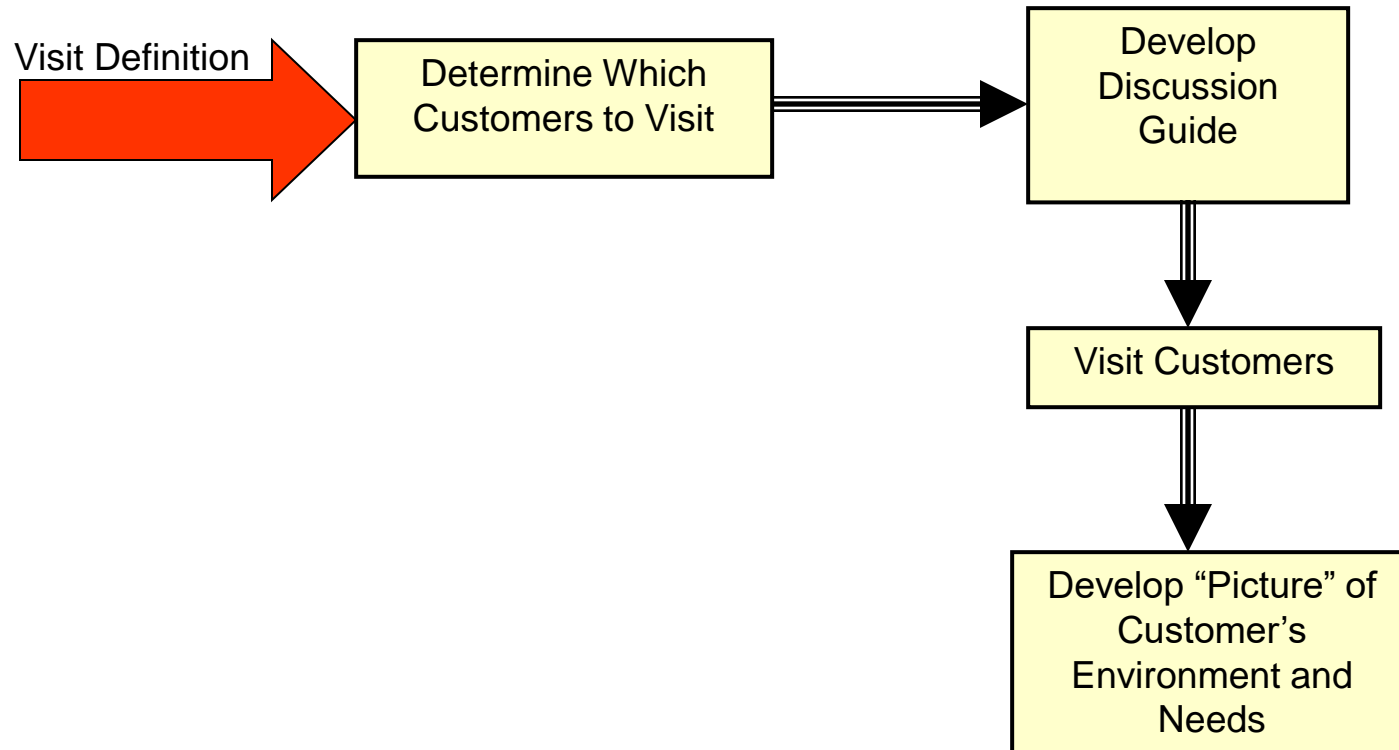 Visit Definition
Determine Which
Customers to Visit
Develop
Discussion
Guide
Visit Customers
Develop “Picture” of
Customer’s
Environment and
Needs